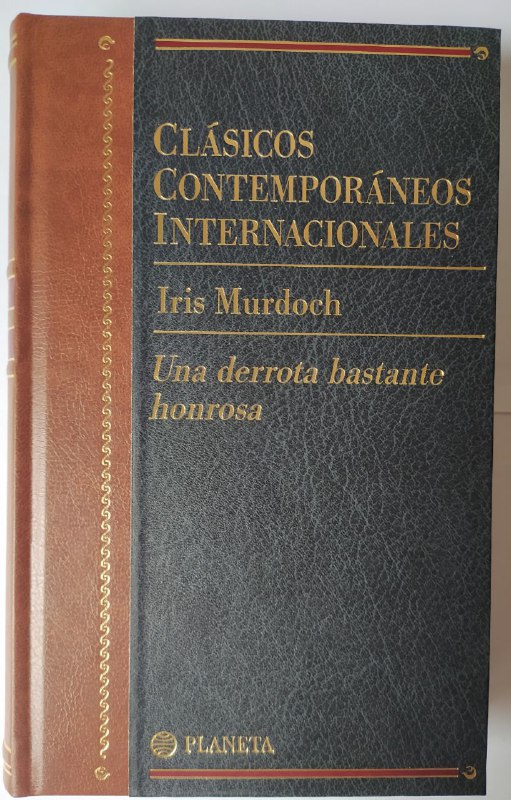 CLÁSICOS
CONTEMPORÁNEOS
INTERNACIONALES
Iris Murdoch
Una derrota bastante
honrosa
PLANETA